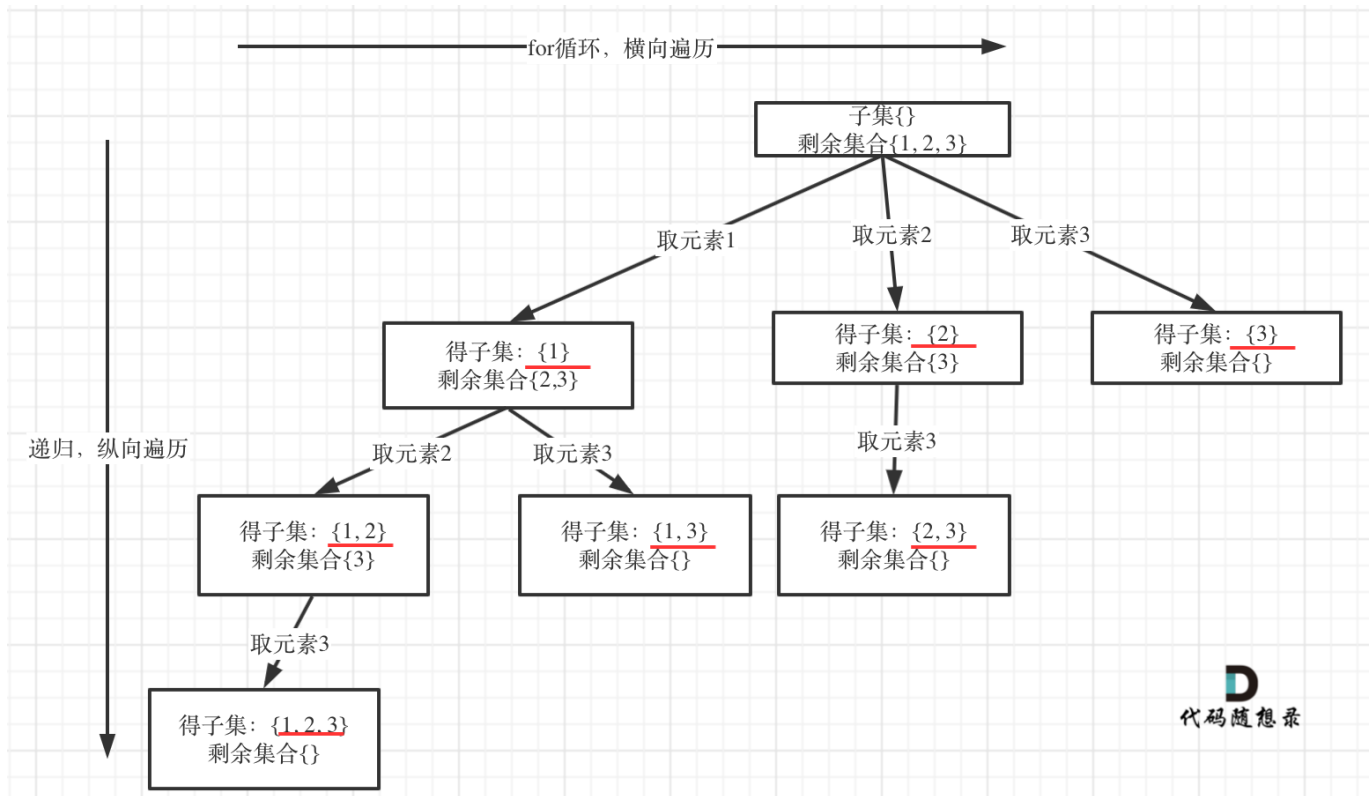 for循环，横向遍历
子集{}
剩余集合{1, 2, 3}
取元素1
取元素2
取元素3
得子集：{1}
剩余集合{2,3}
得子集：{2}
剩余集合{3}
得子集：{3}
剩余集合{}
递归，纵向遍历
取元素2
取元素3
取元素3
得子集：{1, 2}
剩余集合{3}
得子集：{1, 3}
剩余集合{}
得子集：{2, 3}
剩余集合{}
取元素3
得子集：{1, 2, 3}
剩余集合{}
代码随想录